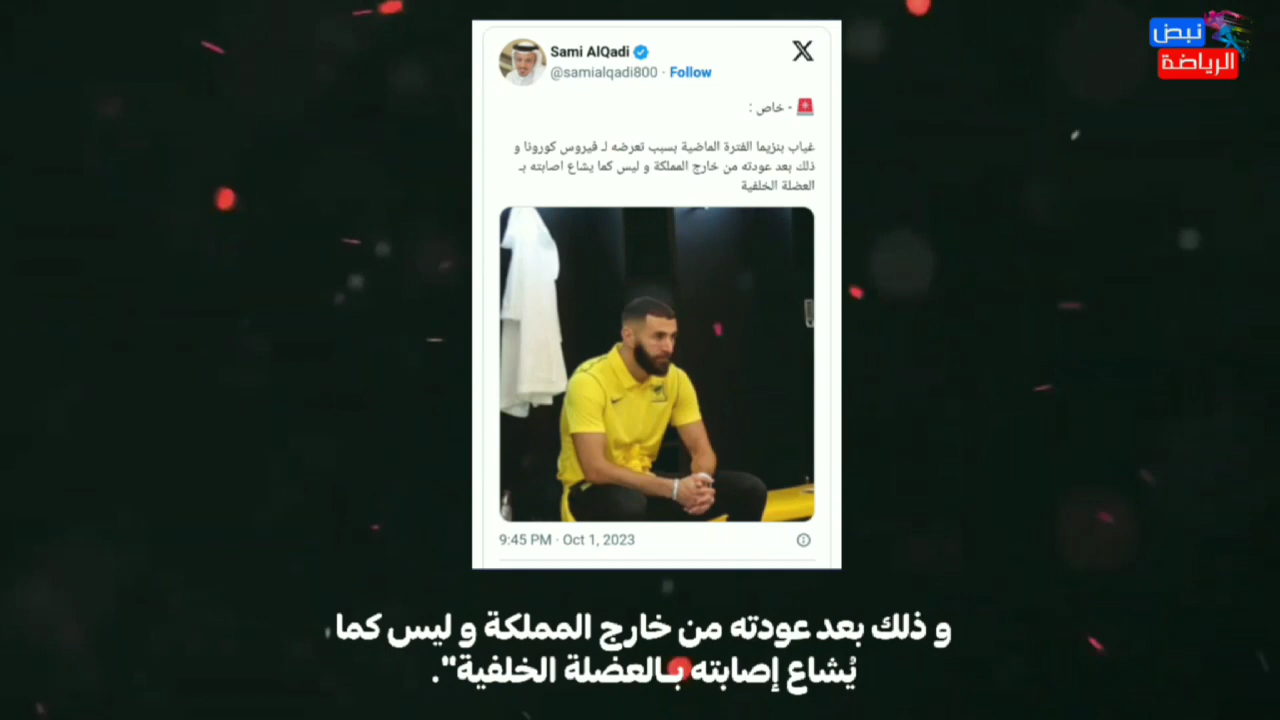 نبض
الرياضة
Sami AlQadi
@samialqadi800 · Follow
🚨 - خاص :
غياب بنزيما الفترة الماضية بسبب تعرضه لـ فيروس كورونا و
ذلك بعد عودته من خارج المملكة و ليس كما يشاع اصابته بـ
العضلة الخلفية
9:45 PM · Oct 1, 2023
و ذلك بعد عودته من خارج المملكة و ليس كما
يُشاع إصابته بـالعضلة الخلفية".